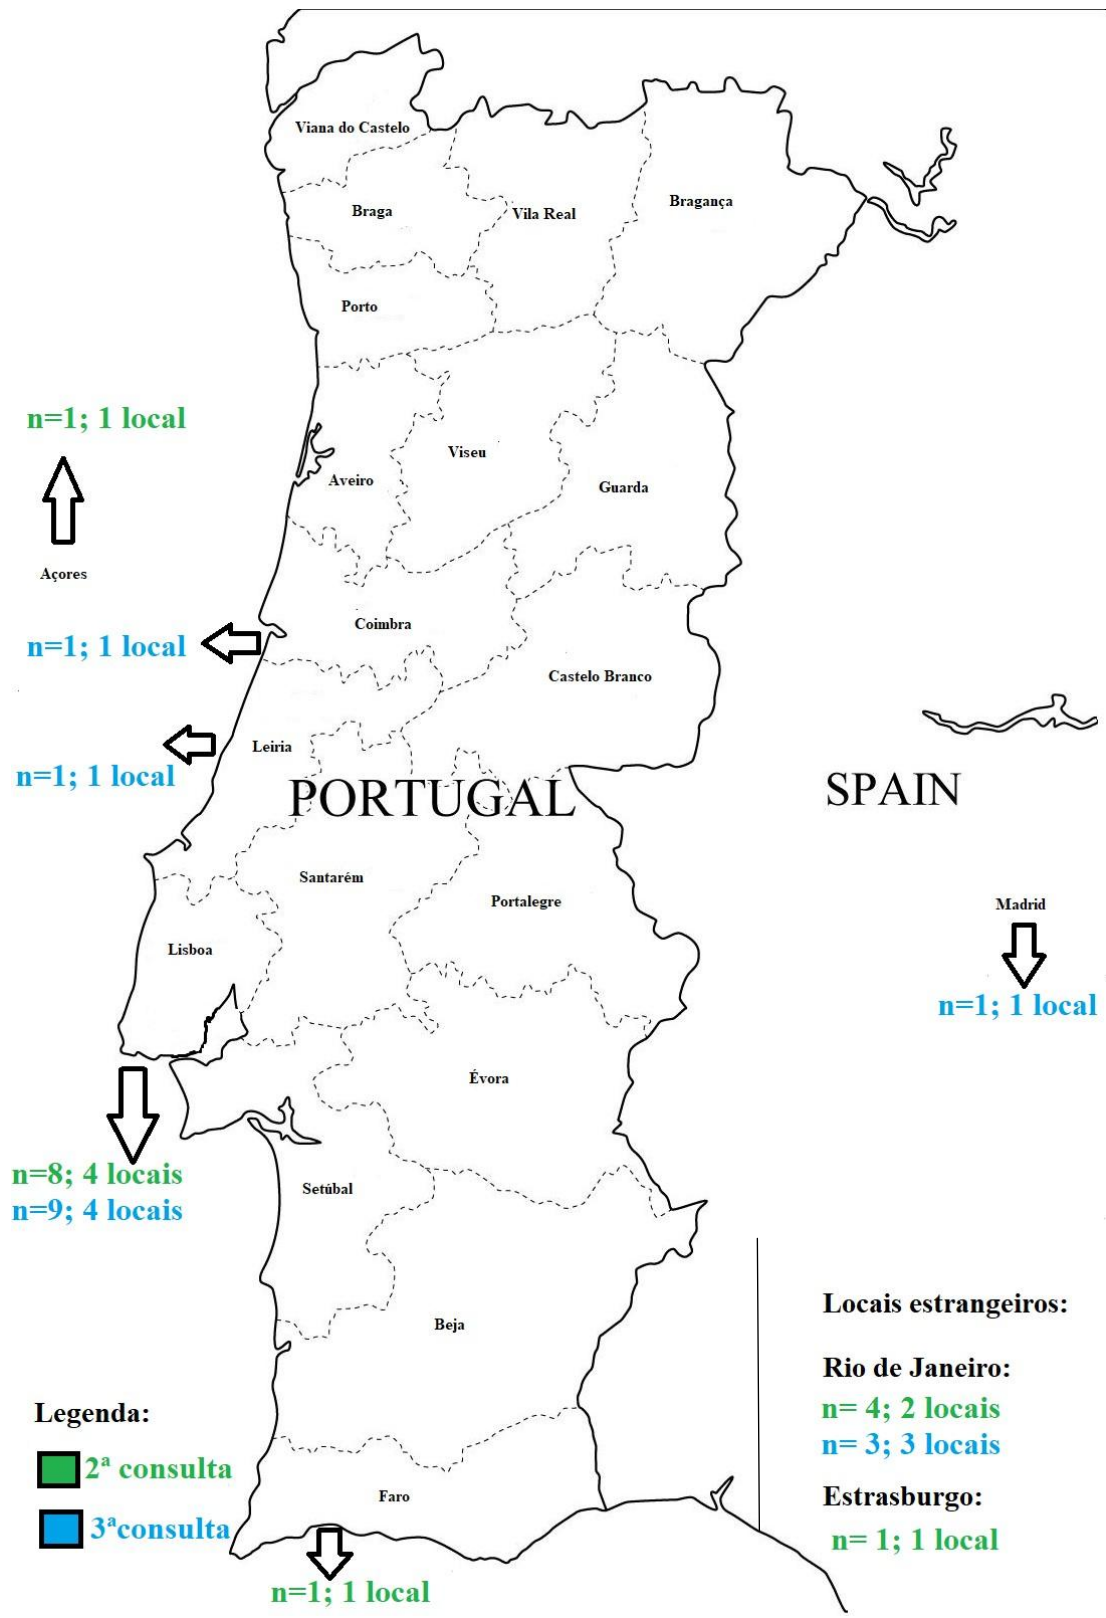 Viana do Castelo
Braga
Vila Real
Bragança
Porto
n=1; 1 local
Viseu
Aveiro
Guarda
Açores
Coimbra
n=1; 1 local
Castelo Branco
Leiria
n=1; 1 local
PORTUGAL
SPAIN
Santarém
Portalegre
Madrid
Lisboa
n=1; 1 local
Évora
n=8; 4 locais
n=9; 4 locais
Setúbal
Beja
Locais estrangeiros:
Rio de Janeiro:
n= 4; 2 locais
n= 3; 3 locais
Estrasburgo:
n= 1; 1 local
Legenda:
2ª consulta
3ªconsulta
Faro
n=1; 1 local